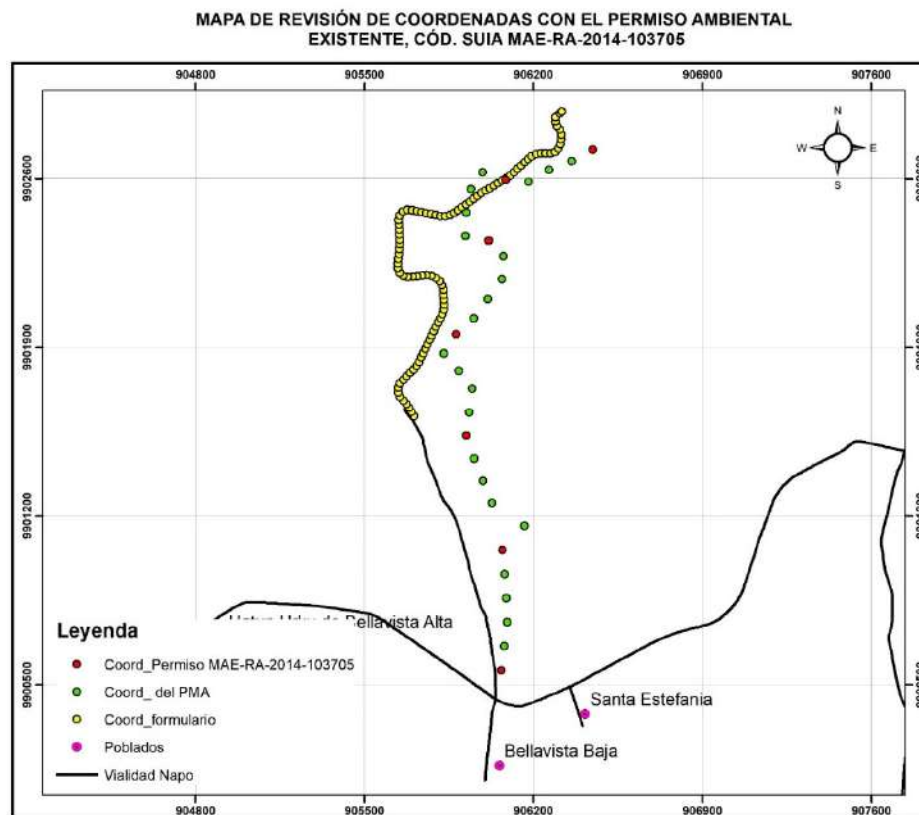 MAPA DE REVISIÓN DE COORDENADAS CON EL PERMISO AMBIENTAL
EXISTENTE, CÓD. SUIA MAE-RA-2014-103705
904800 905500 906200 906900 907600
N
W E
S
9902600
9901900
9901200
9900500
Bellavista Alta
Santa Estefania
Bellavista Baja
Leyenda
Coord_Permiso MAE-RA-2014-103705
Coord_ del PMA
Coord_formulario
Poblados
Vialidad Napo
904800 905500 906200 906900 907600